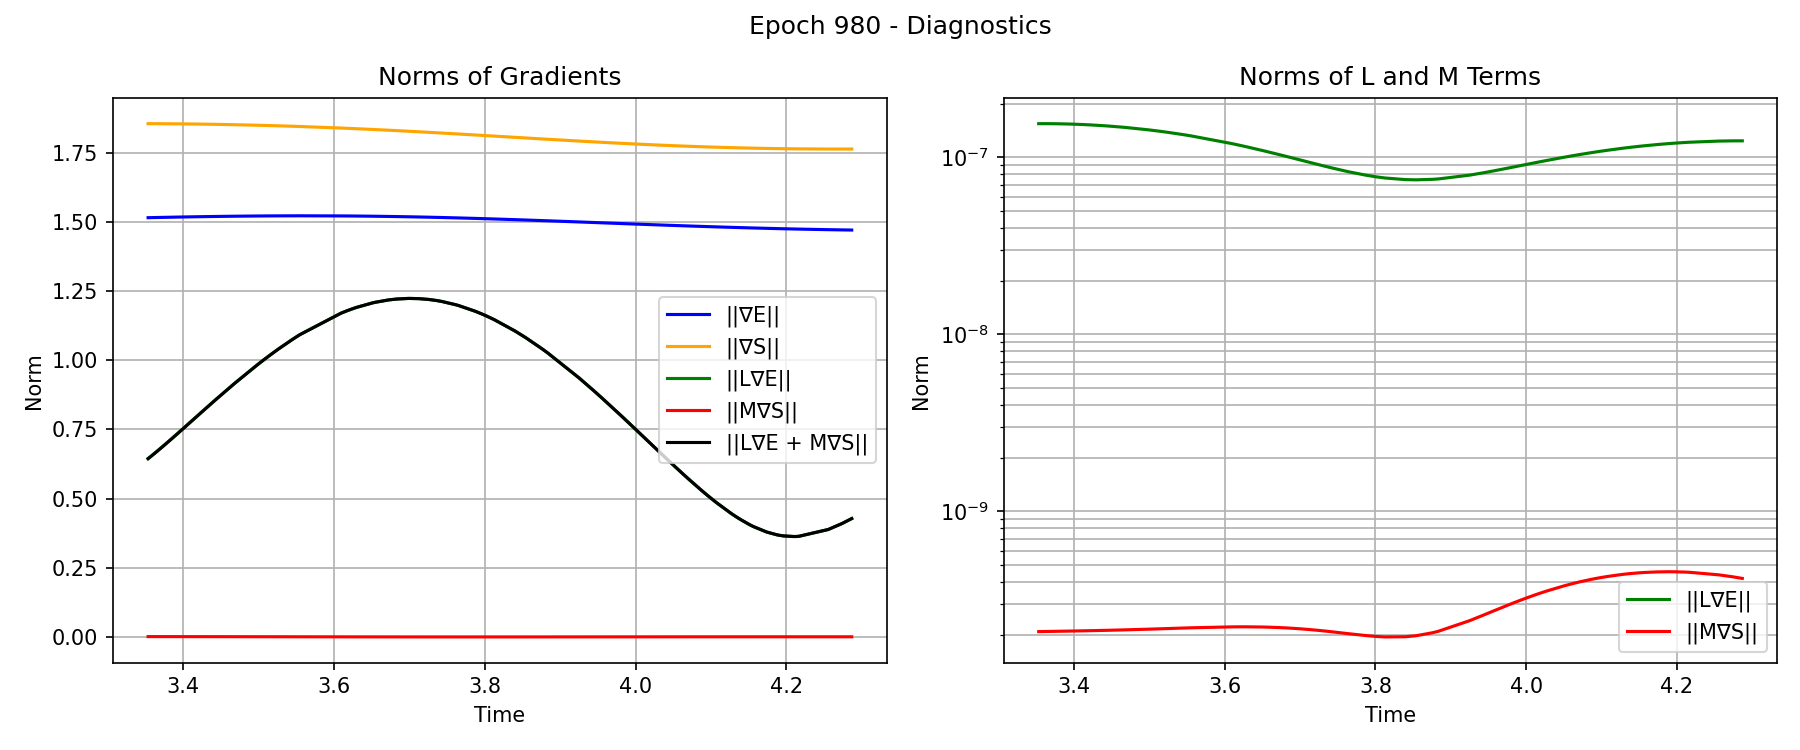 Epoch 980 - Diagnostics
Norms of Gradients
Norm
1.75
1.50
1.25
1.00
0.75
0.50
0.25
0.00
||∇E||
||∇S||
||L∇E||
||M∇S||
||L∇E + M∇S||
3.4 3.6 3.8 4.0 4.2
Time
Norms of L and M Terms
Norm
10⁻⁷
10⁻⁸
10⁻⁹
||L∇E||
||M∇S||
3.4 3.6 3.8 4.0 4.2
Time